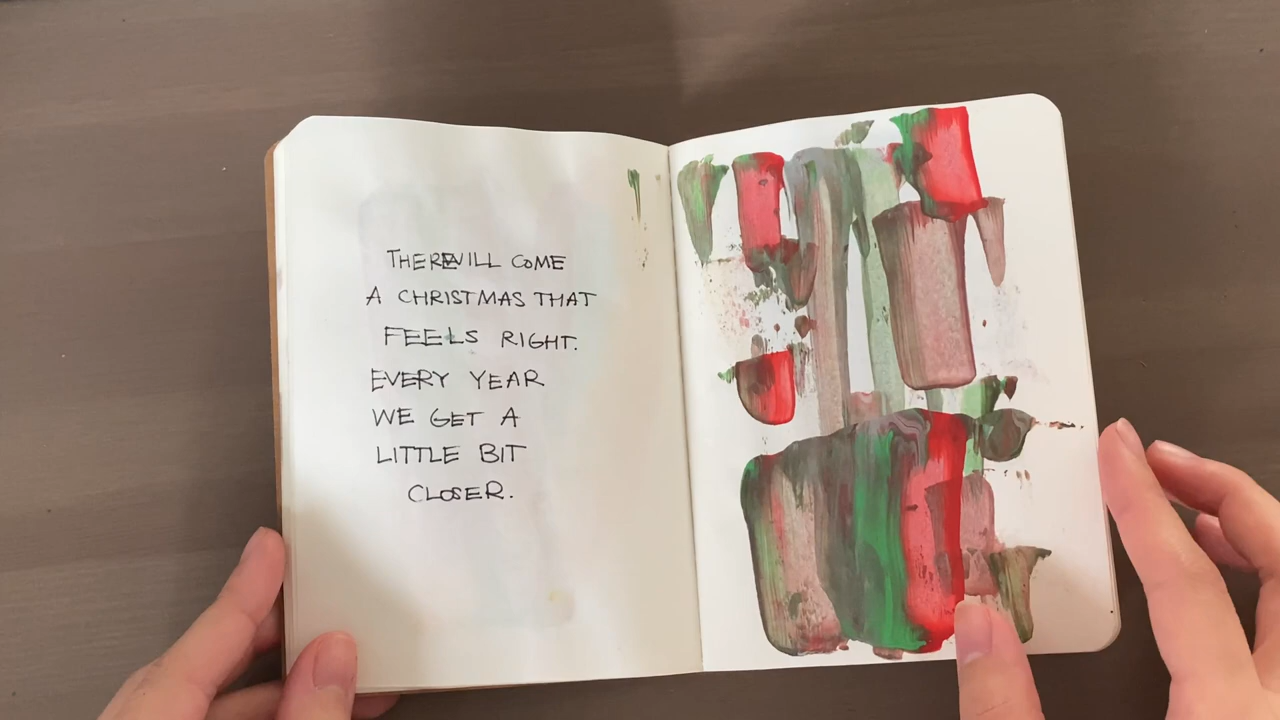 THERE WILL COME
A CHRISTMAS THAT
FEELS RIGHT.
EVERY YEAR
WE GET A
LITTLE BIT
CLOSER.